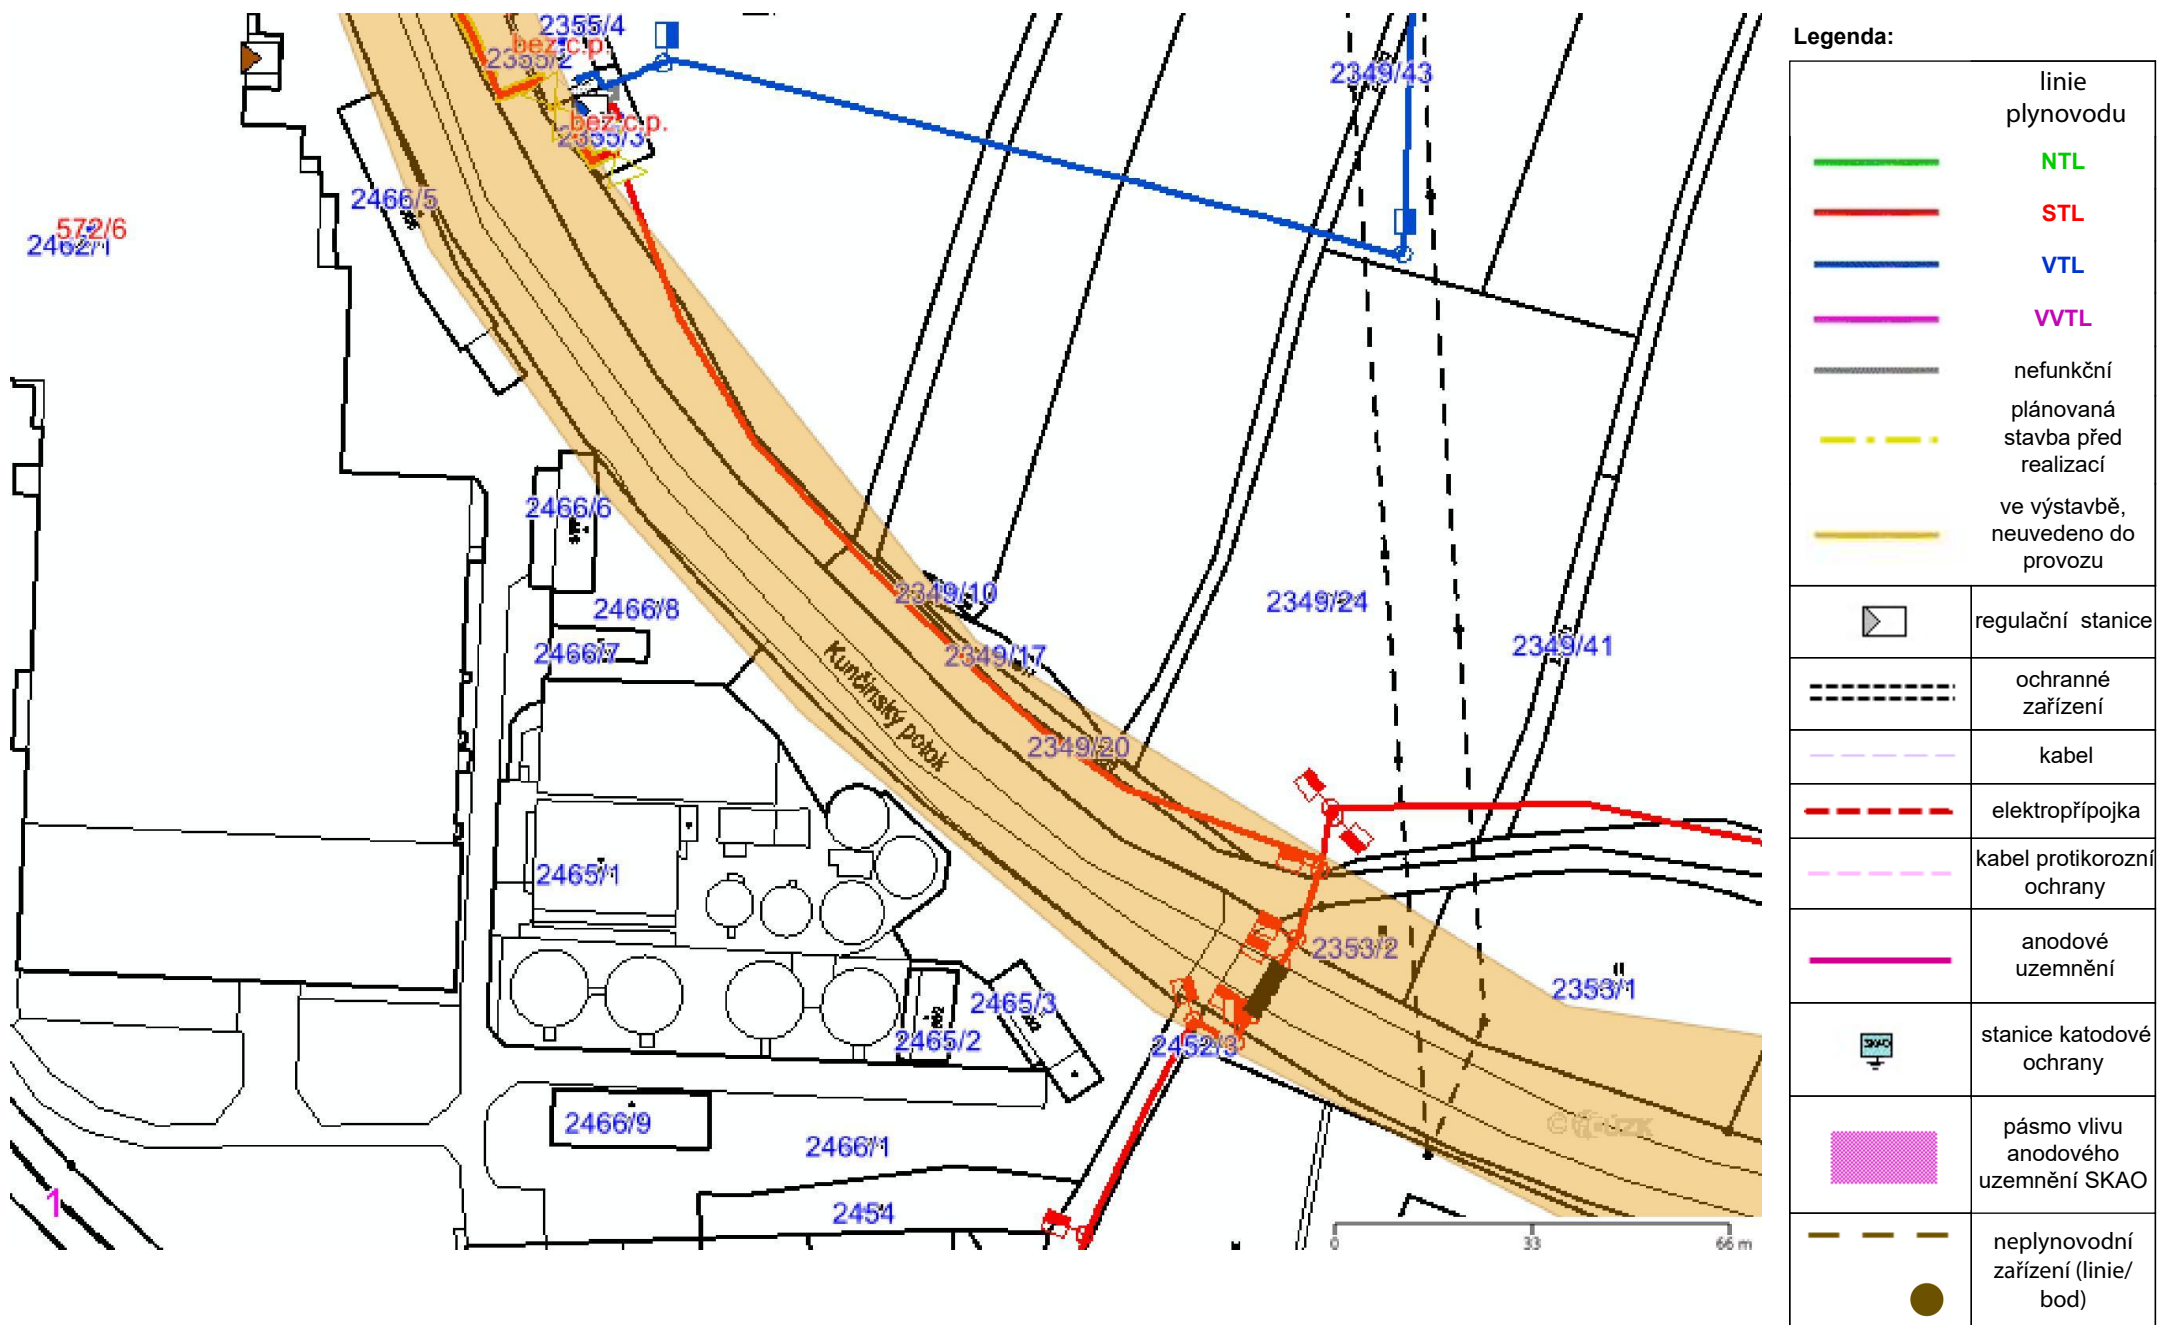 2355/4
bez č.p.
2355/2
bez č.p.
2355/3
2349/43
2466/5
572/6
2462/1
2466/6
2466/8
2466/7
2349/10
2349/17
2349/24
2349/41
Kunčinský potok
2349/20
2465/1
2353/2
2353/1
2465/3
2465/2
2452/3
2466/9
2466/1
2454
1
0 33 66 m
Legenda:
linie
plynovodu
NTL
STL
VTL
VVTL
nefunkční
plánovaná
stavba před
realizací
ve výstavbě,
neuvedeno do
provozu
regulační stanice
ochranné
zařízení
kabel
elektropřípojka
kabel protikorozní
ochrany
anodové
uzemnění
SKAO
stanice katodové
ochrany
pásmo vlivu
anodového
uzemnění SKAO
neplynovodní
zařízení (linie/
bod)